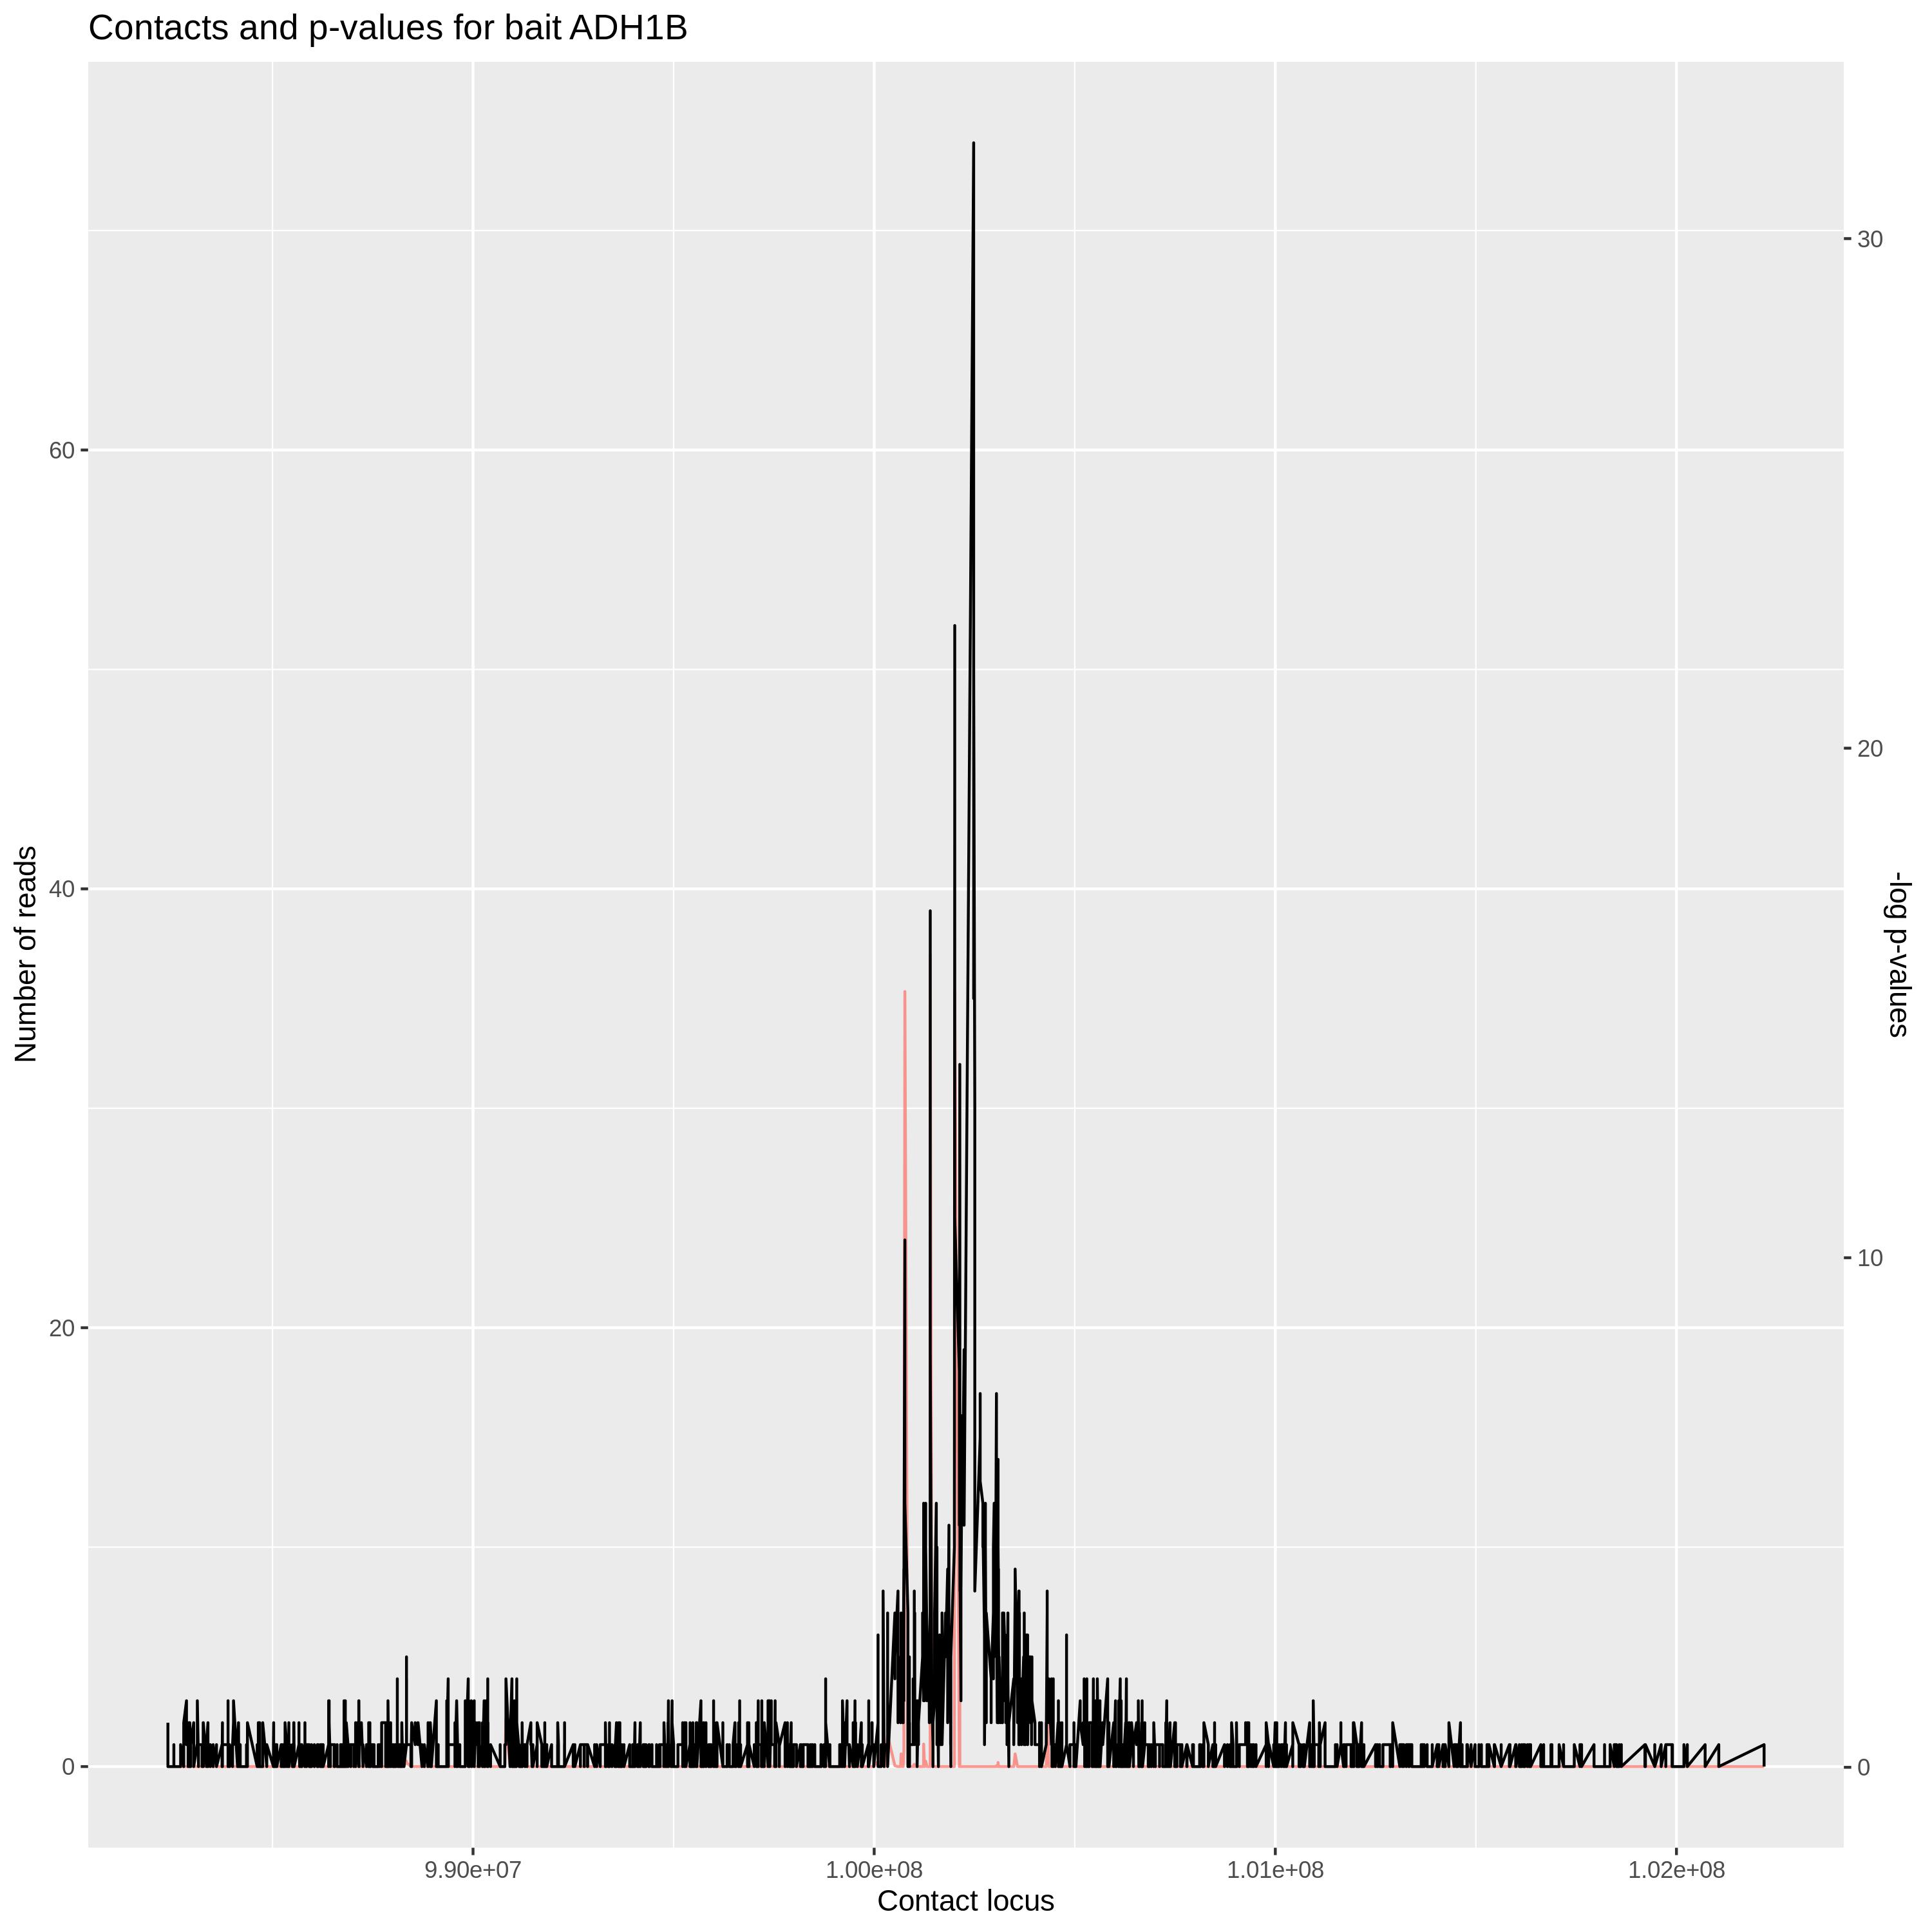 Contacts and p-values for bait ADH1B
60
40
20
0
Number of reads
30
20
10
0
-log p-values
9.90e+07
1.00e+08
1.01e+08
1.02e+08
Contact locus